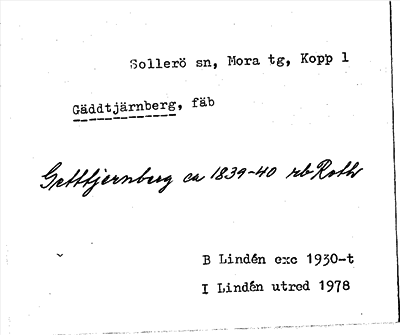 Sollerö sn, Mora tg, Kopp 1
Gäddtjärnberg, fäb
Gettjernberg ca 1839-40 rb Roth
B Lindén exc 1930-t
I Lindén utred 1978